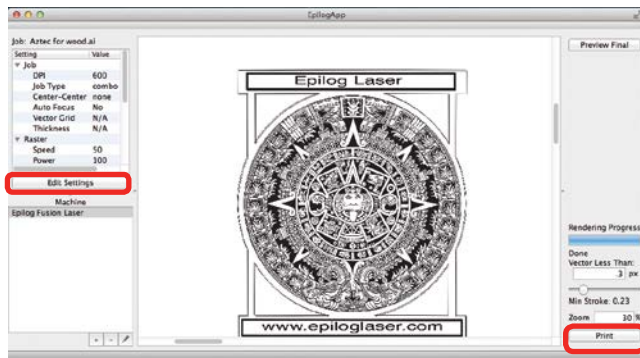 EpilogApp
Job: Aztec for wood.ai
Setting Value
Job
DPI 600
Job Type combo
Center-Center none
Auto Focus No
Vector Grid N/A
Thickness N/A
Raster
Speed 50
Power 100
Edit Settings
Machine
Epilog Fusion Laser
Epilog Laser
www.epiloglaser.com
Preview Final
Rendering Progress
Done
Vector Less Than:
.3 px
Min Stroke: 0.23
Zoom 30 %
Print